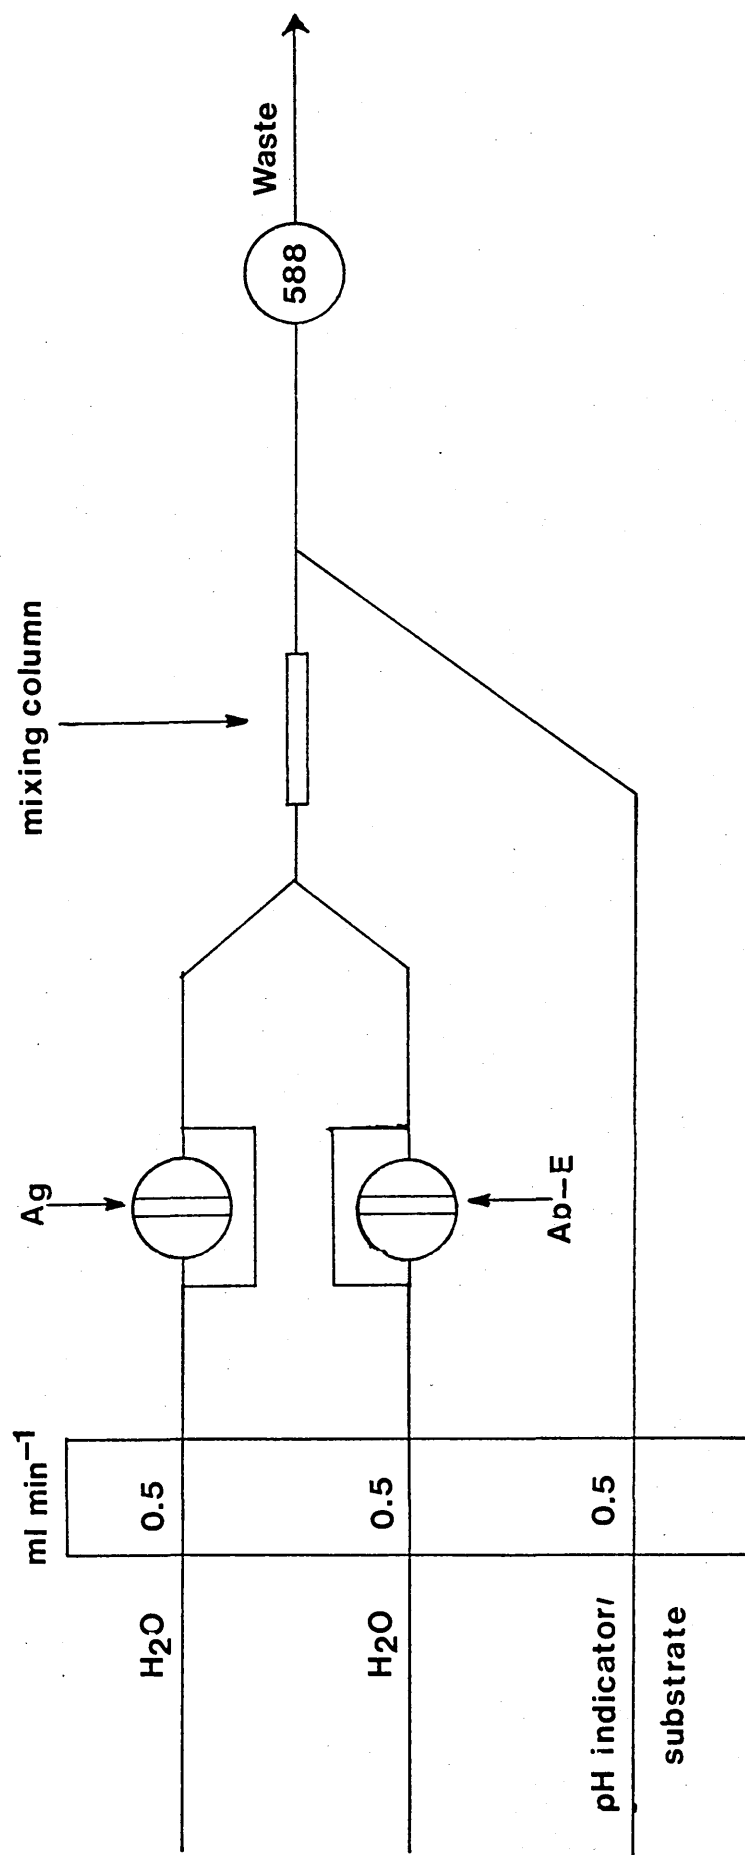 ml min⁻¹
H₂O
0.5
Ag
mixing column
588
Waste
H₂O
0.5
Ab–E
pH indicator/
substrate
0.5